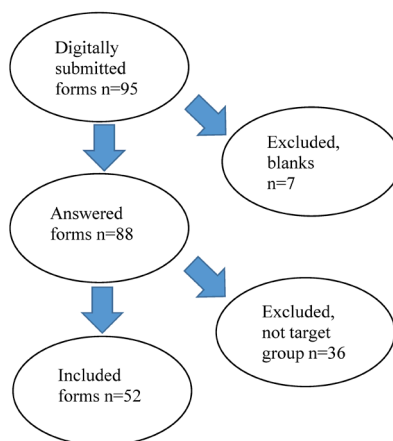 Digitally
submitted
forms n=95
Excluded,
blanks
n=7
Answered
forms n=88
Excluded,
not target
group n=36
Included
forms n=52